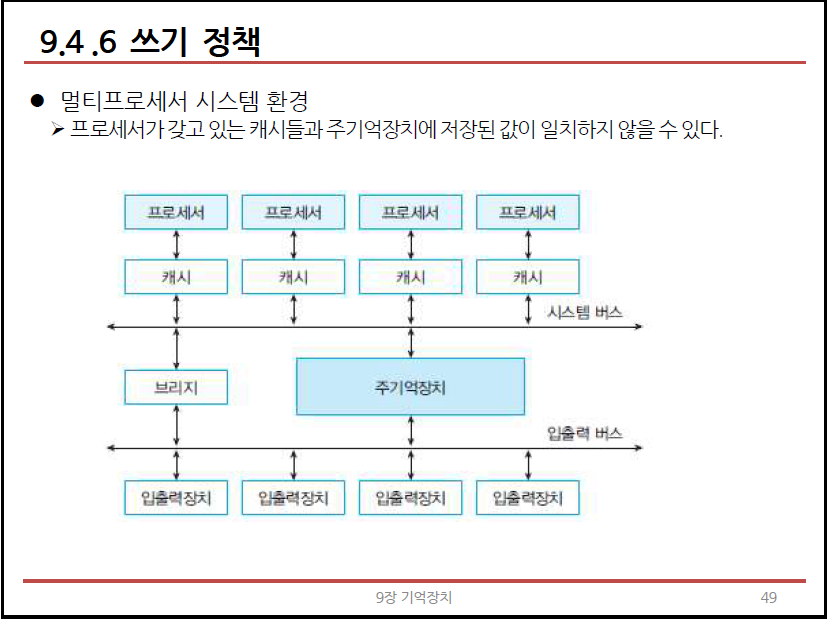 9.4.6 쓰기 정책
● 멀티프로세서 시스템 환경
➢ 프로세서가 갖고 있는 캐시들과 주기억장치에 저장된 값이 일치하지 않을 수 있다.
프로세서 프로세서 프로세서 프로세서
캐시 캐시 캐시 캐시
시스템 버스
브리지 주기억장치
입출력 버스
입출력장치 입출력장치 입출력장치 입출력장치
9장 기억장치 49